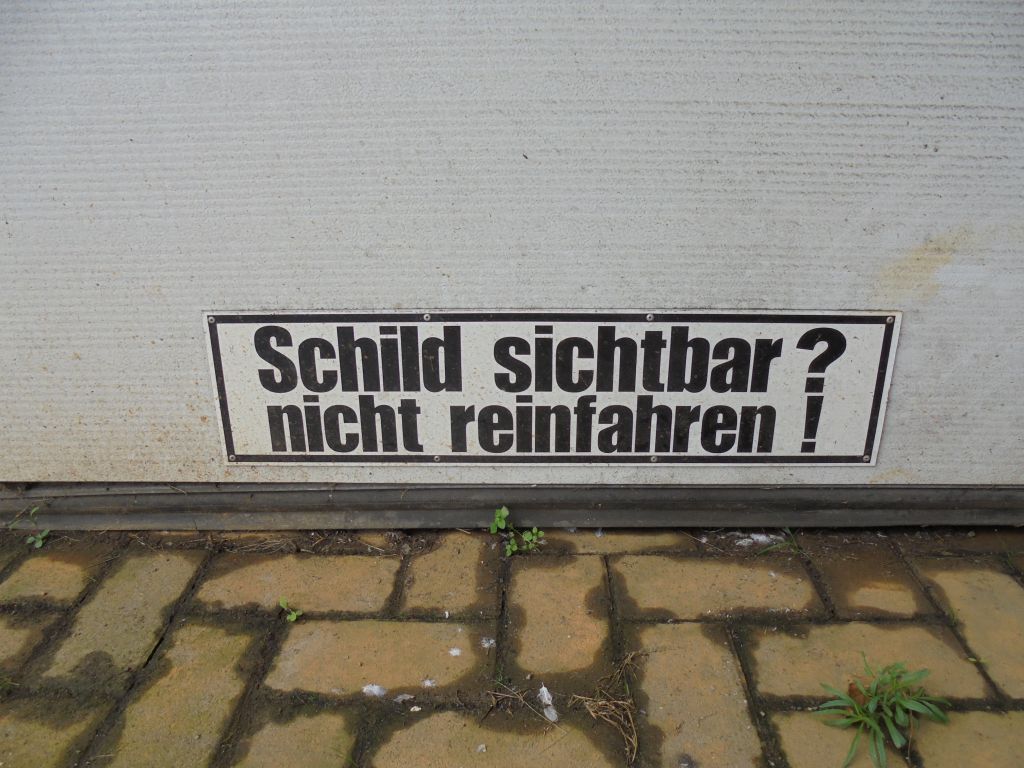 Schild sichtbar ?
nicht reinfahren !